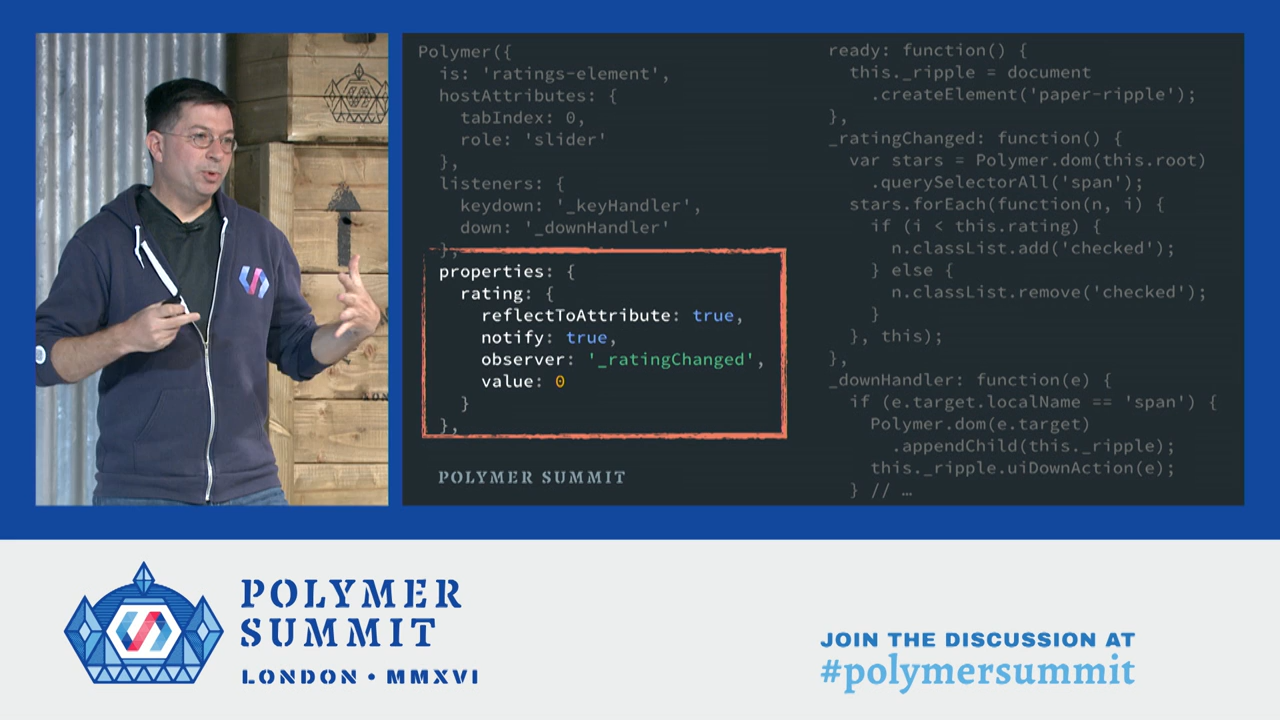 Polymer({
is: 'ratings-element',
hostAttributes: {
tabIndex: 0,
role: 'slider'
},
listeners: {
keydown: '_keyHandler',
down: '_downHandler'
},
properties: {
rating: {
reflectToAttribute: true,
notify: true,
observer: '_ratingChanged',
value: 0
}
},
POLYMER SUMMIT
ready: function() {
this._ripple = document
.createElement('paper-ripple');
},
_ratingChanged: function() {
var stars = Polymer.dom(this.root)
.querySelectorAll('span');
stars.forEach(function(n, i) {
if (i < this.rating) {
n.classList.add('checked');
} else {
n.classList.remove('checked');
}
}, this);
},
_downHandler: function(e) {
if (e.target.localName == 'span') {
Polymer.dom(e.target)
.appendChild(this._ripple);
this._ripple.uiDownAction(e);
} // …
POLYMER
SUMMIT
LONDON • MMXVI
JOIN THE DISCUSSION AT
#polymersummit